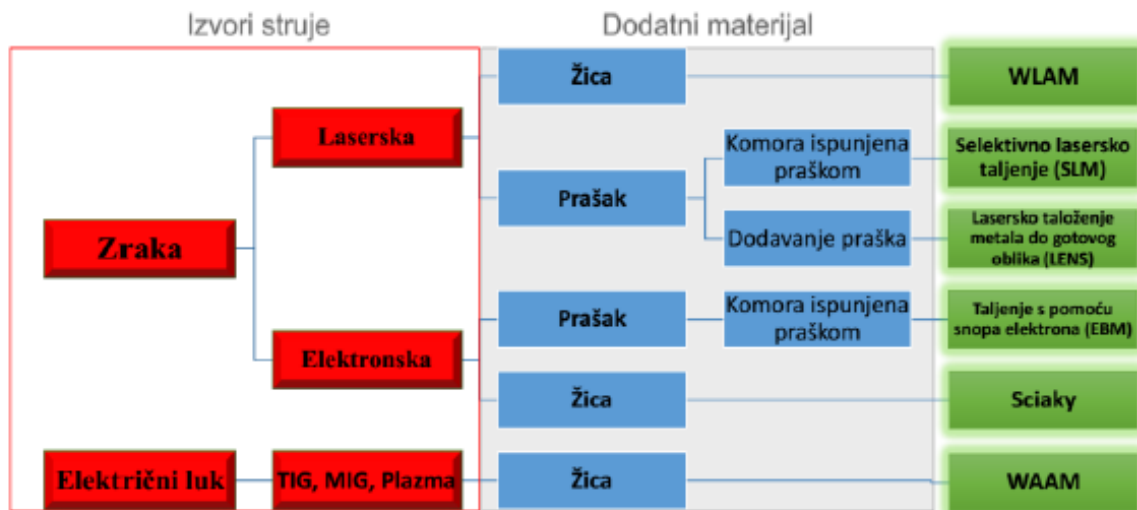 Izvori struje
Dodatni materijal
Žica
WLAM
Laserska
Komora ispunjena
praškom
Selektivno lasersko
taljenje (SLM)
Prašak
Zraka
Dodavanje praška
Lasersko taloženje
metala do gotovog
oblika (LENS)
Prašak
Komora ispunjena
praškom
Taljenje s pomoću
snopa elektrona (EBM)
Elektronska
Žica
Sciaky
Električni luk
TIG, MIG, Plazma
Žica
WAAM